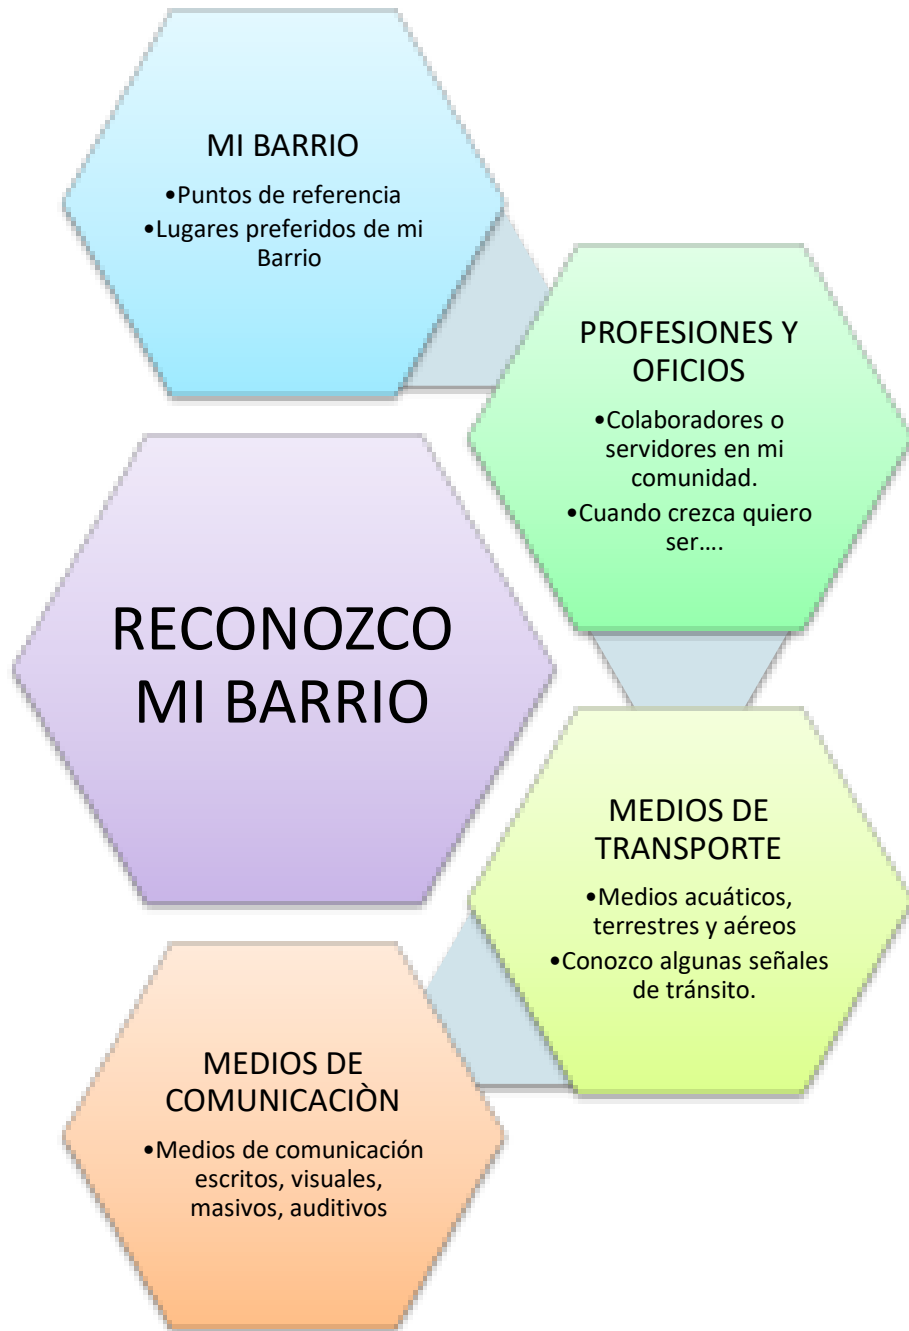 MI BARRIO
•Puntos de referencia
•Lugares preferidos de mi
Barrio
PROFESIONES Y
OFICIOS
•Colaboradores o
servidores en mi
comunidad.
•Cuando crezca quiero
ser....
RECONOZCO
MI BARRIO
MEDIOS DE
TRANSPORTE
•Medios acuáticos,
terrestres y aéreos
•Conozco algunas señales
de tránsito.
MEDIOS DE
COMUNICACIÒN
•Medios de comunicación
escritos, visuales,
masivos, auditivos